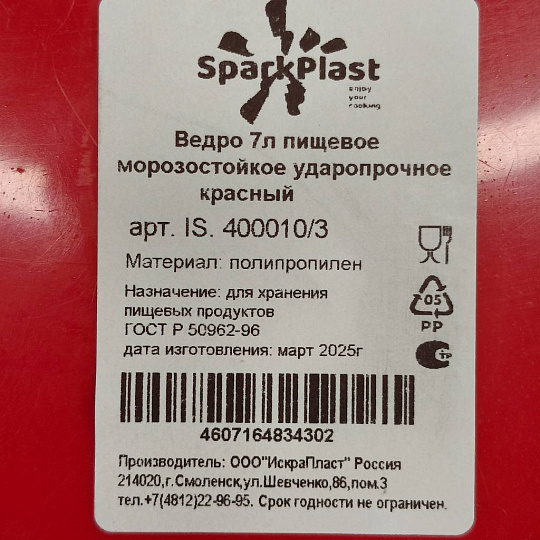 SparkPlast
enjoy
your
cooking
Ведро 7л пищевое
морозостойкое ударопрочное
красный
арт. IS. 400010/3
Материал: полипропилен
Назначение: для хранения
пищевых продуктов
ГОСТ Р 50962-96
дата изготовления: март 2025г
05
PP
4607164834302
Производитель: ООО"ИскраПласт" Россия
214020,г.Смоленск,ул.Шевченко,86,пом.3
тел.+7(4812)22-96-95. Срок годности не ограничен.